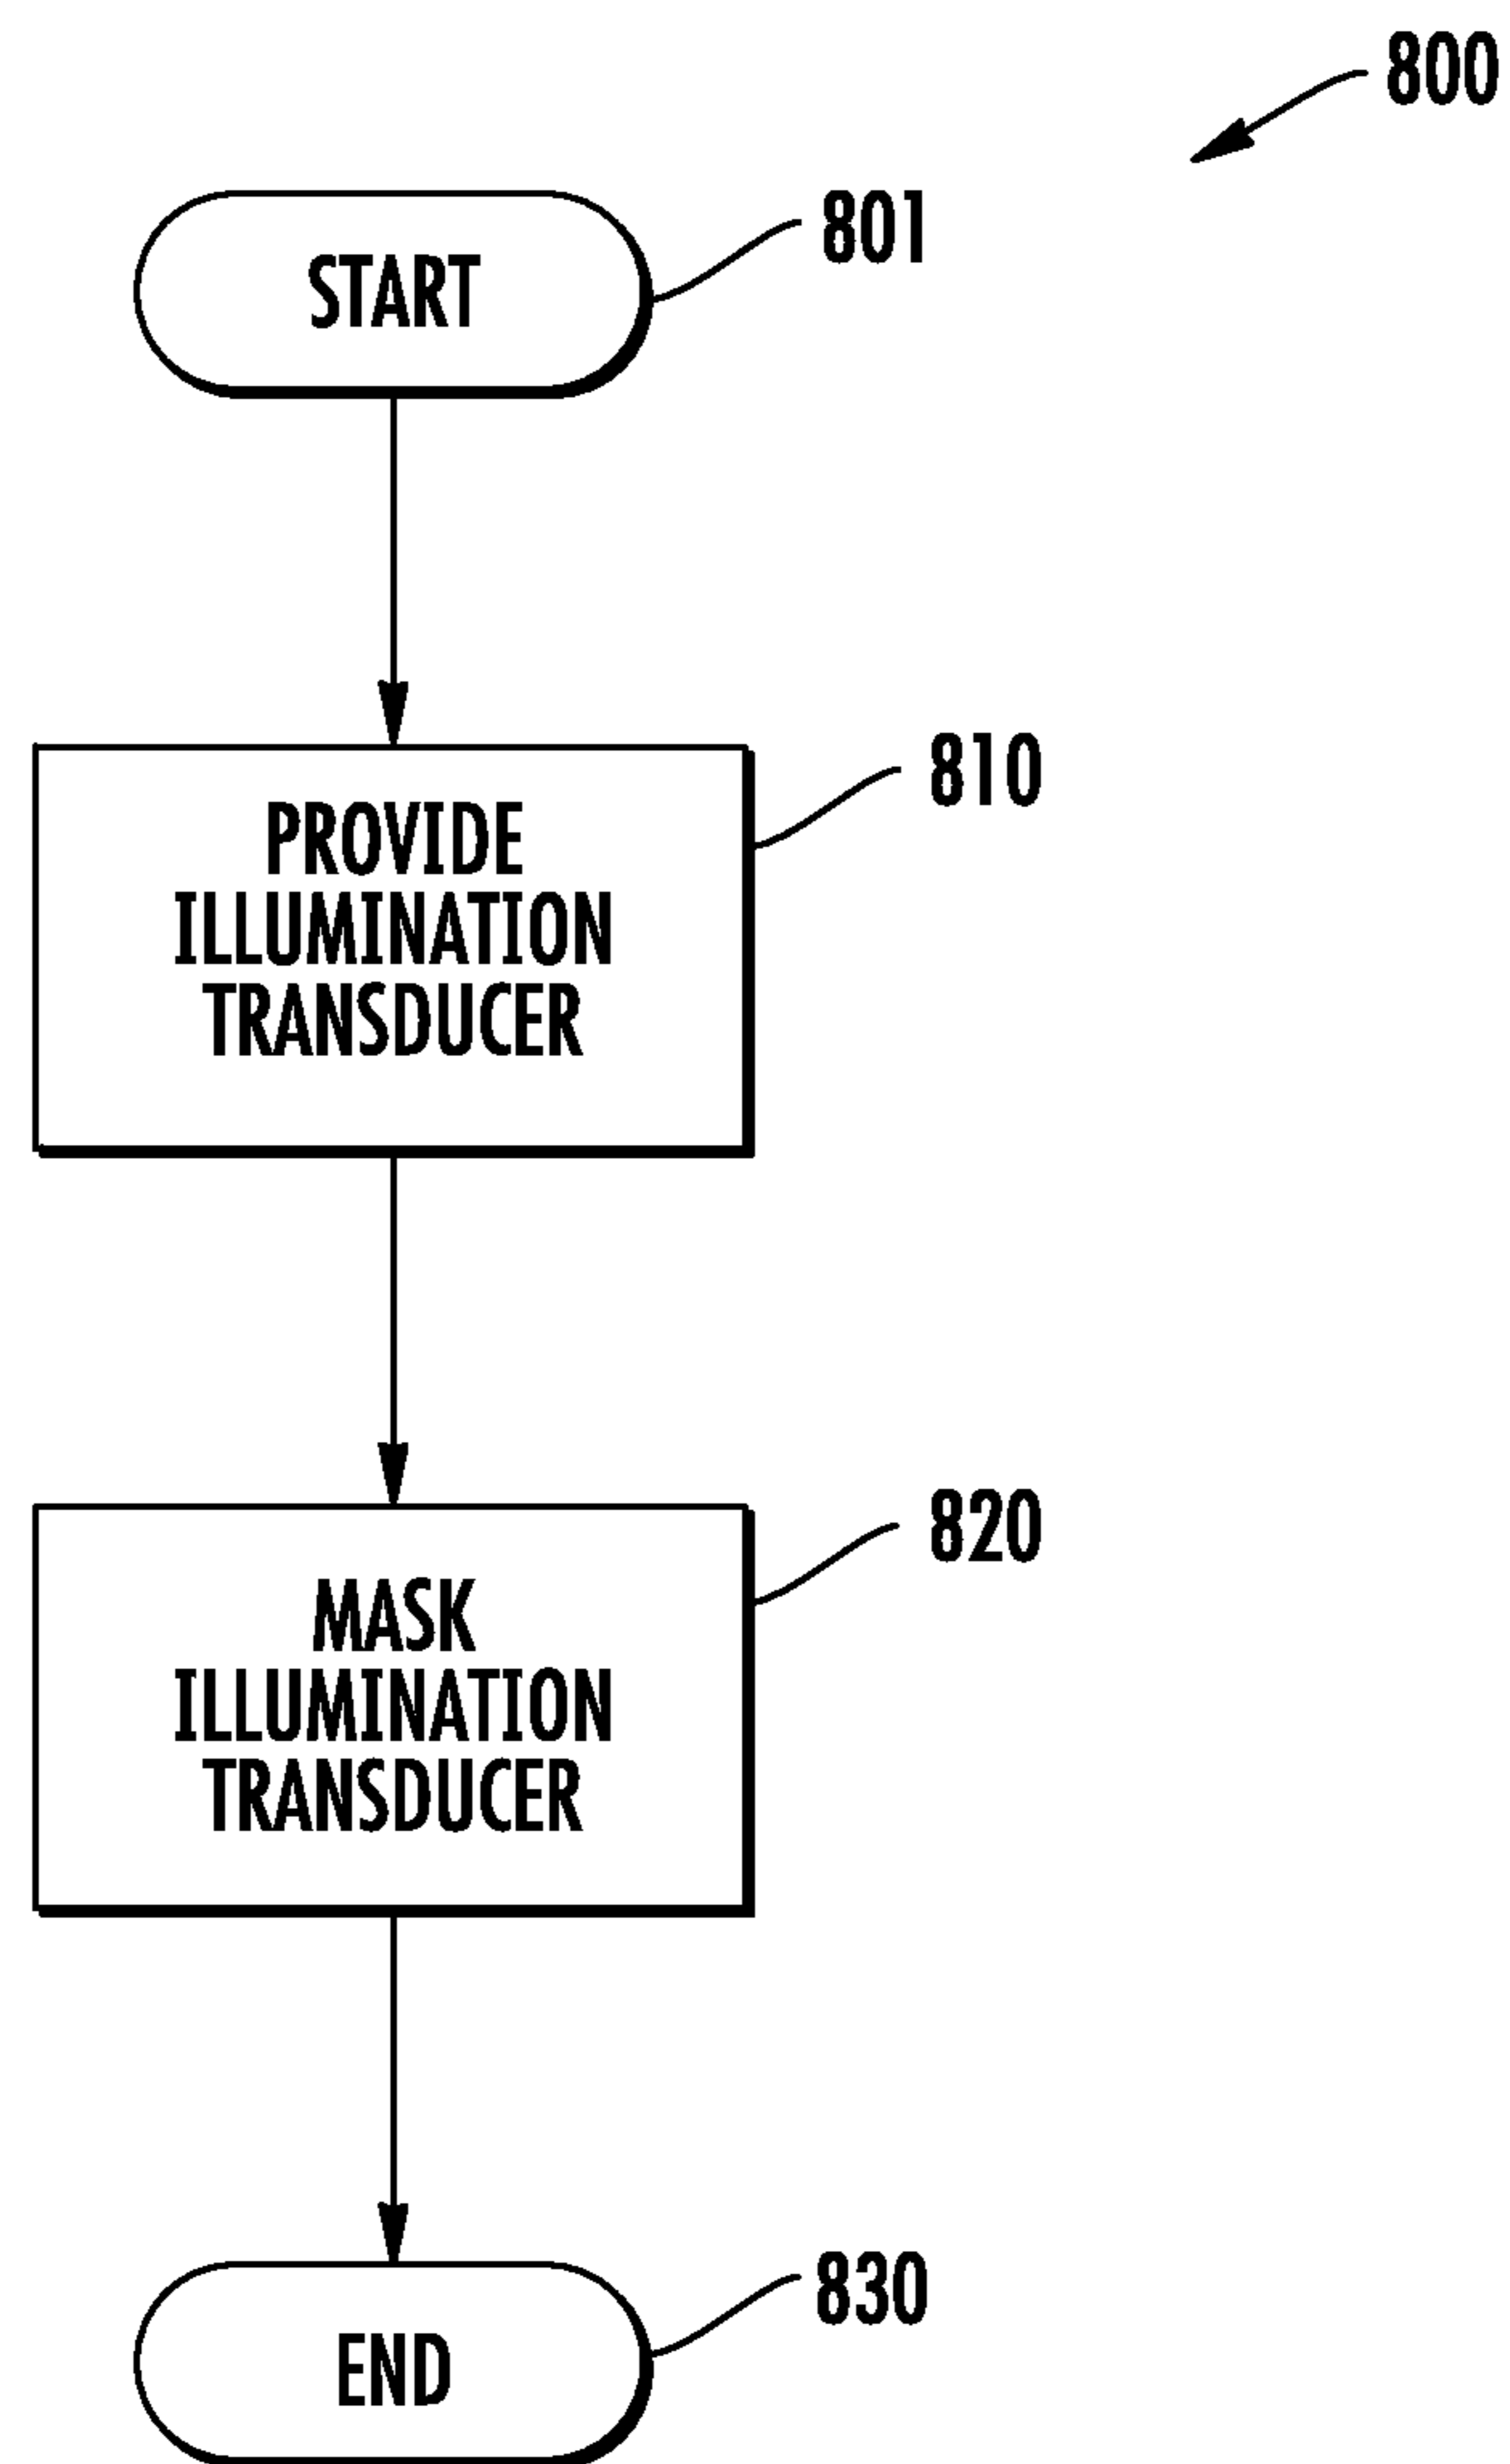 800
START
801
PROVIDE
ILLUMINATION
TRANSDUCER
810
MASK
ILLUMINATION
TRANSDUCER
820
END
830